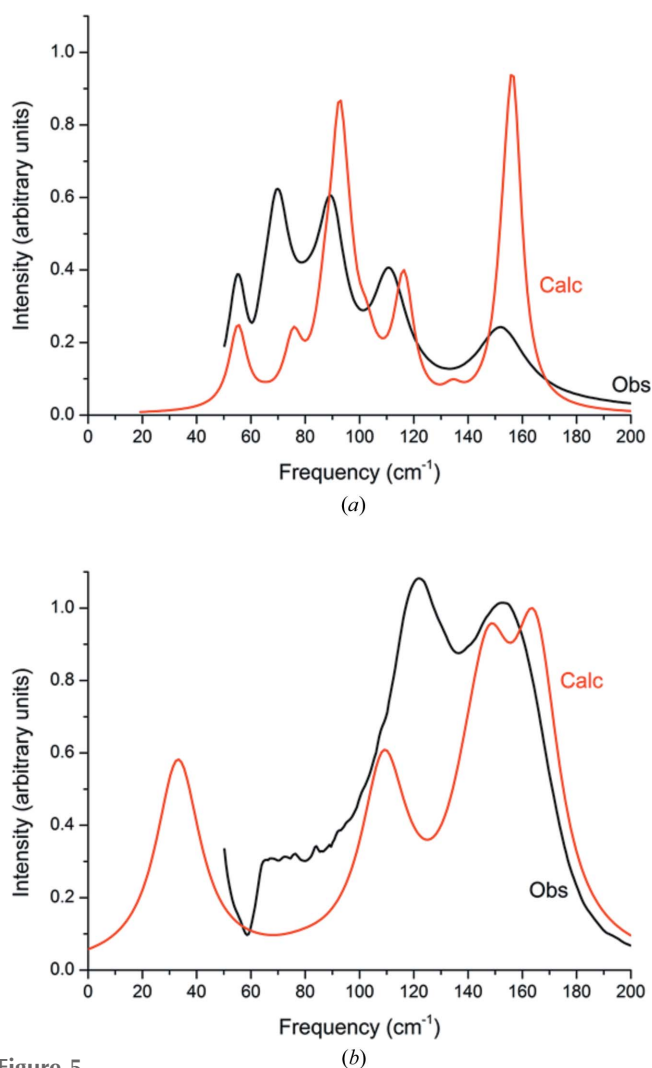 1.0
0.8
0.6
0.4
0.2
0.0
Intensity (arbitrary units)
Calc
Obs
0 20 40 60 80 100 120 140 160 180 200
Frequency (cm-1)
(a)
1.0
0.8
0.6
0.4
0.2
0.0
Intensity (arbitrary units)
Calc
Obs
0 20 40 60 80 100 120 140 160 180 200
Frequency (cm-1)
Figure 5
(b)